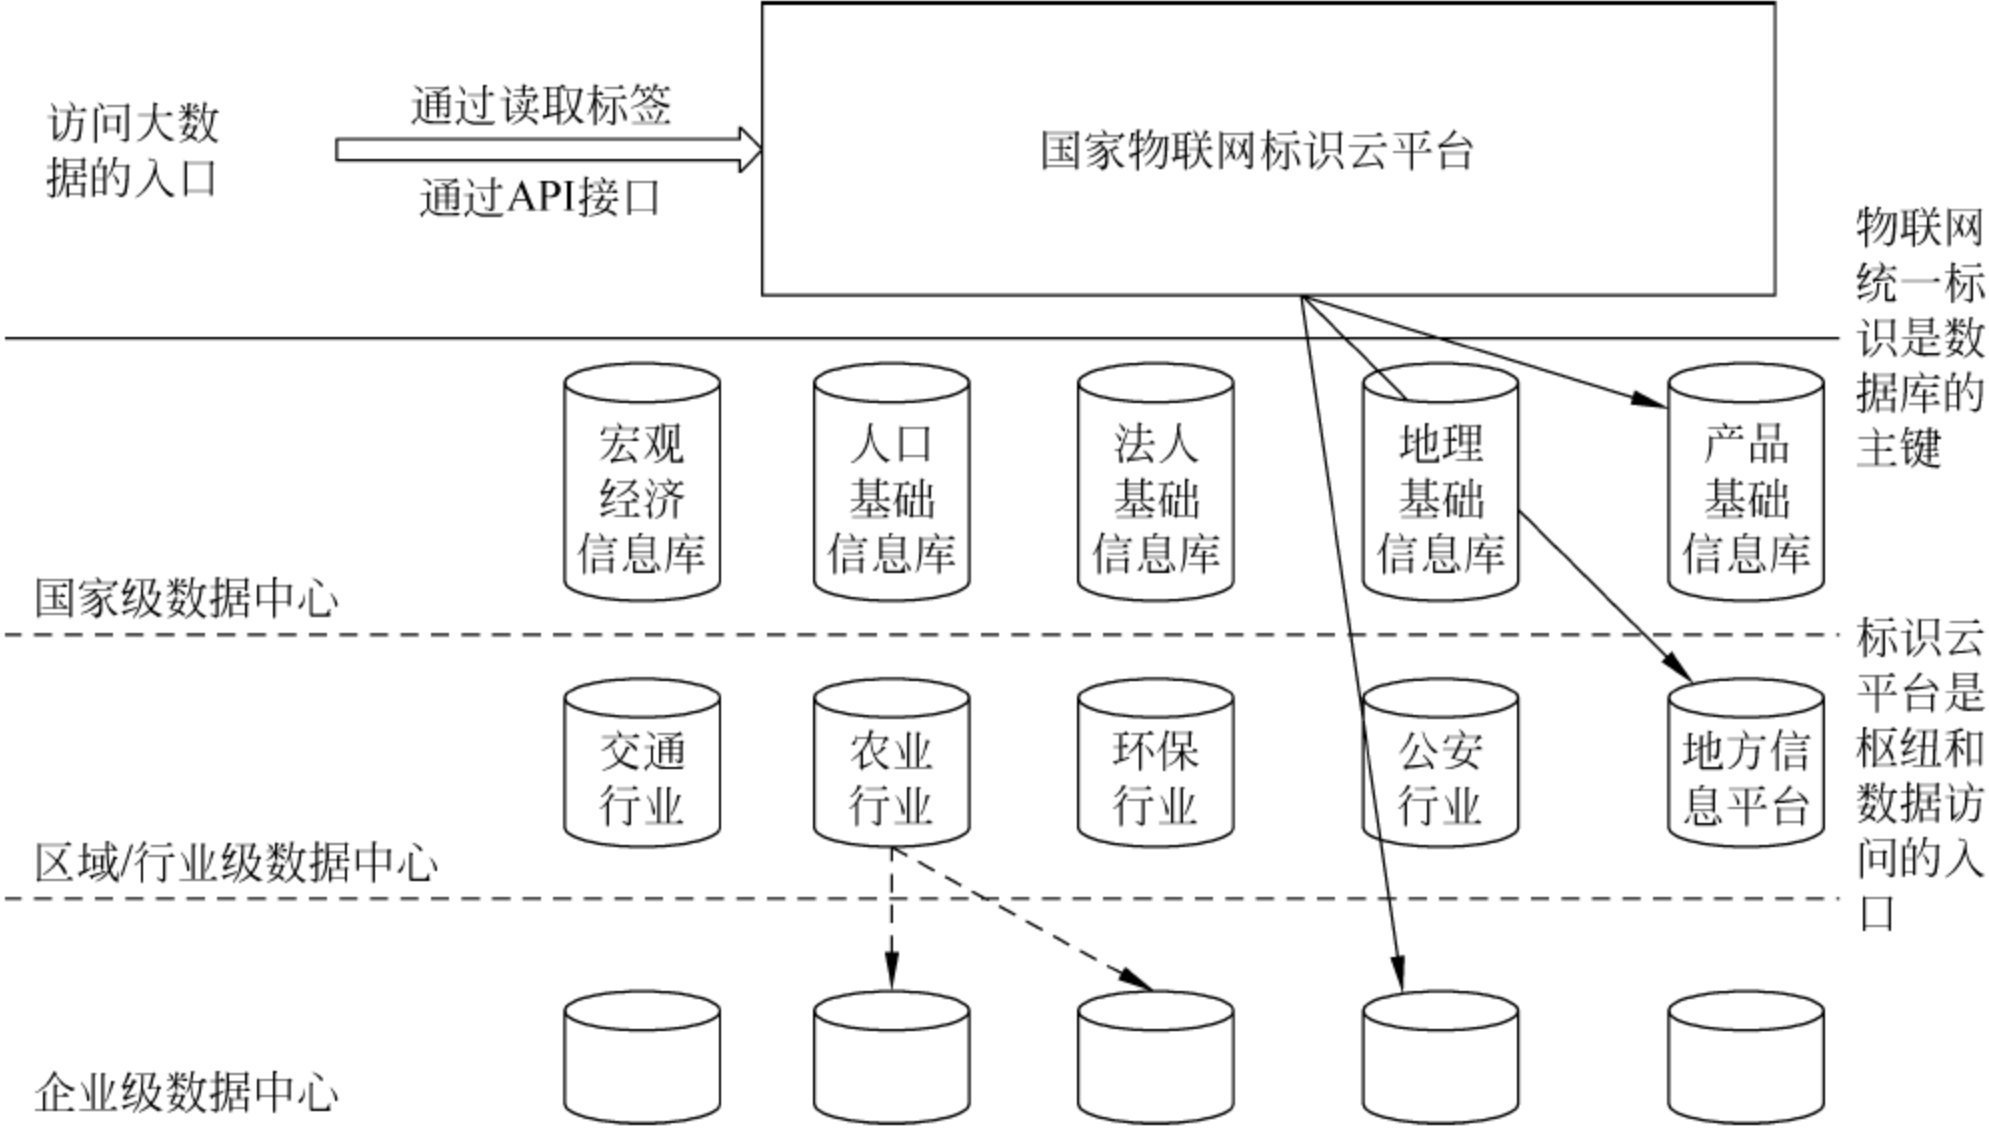 访问大数
据的入口
通过读取标签
通过API接口
国家物联网标识云平台
物联网
统一标
识是数
据库的
主键
宏观
经济
信息库
人口
基础
信息库
法人
基础
信息库
地理
基础
信息库
产品
基础
信息库
国家级数据中心
标识云
平台是
枢纽和
数据访
问的入
口
交通
行业
农业
行业
环保
行业
公安
行业
地方信
息平台
区域/行业级数据中心
企业级数据中心